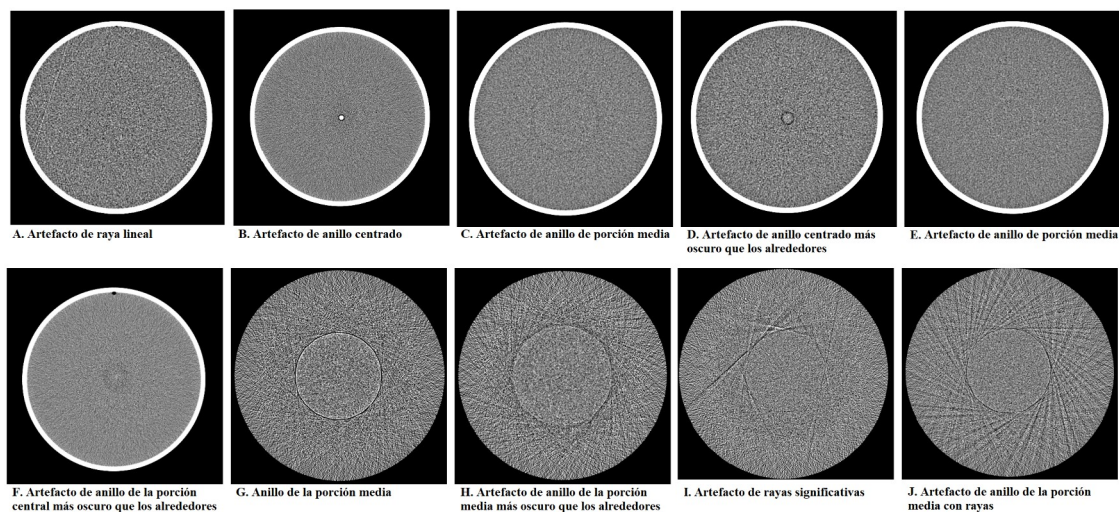 A. Artefacto de raya lineal
B. Artefacto de anillo centrado
C. Artefacto de anillo de porción media
D. Artefacto de anillo centrado más
oscuro que los alrededores
E. Artefacto de anillo de porción media
F. Artefacto de anillo de la porción
central más oscuro que los alrededores
G. Anillo de la porción media
H. Artefacto de anillo de la porción
media más oscuro que los alrededores
I. Artefacto de rayas significativas
J. Artefacto de anillo de la porción
media con rayas